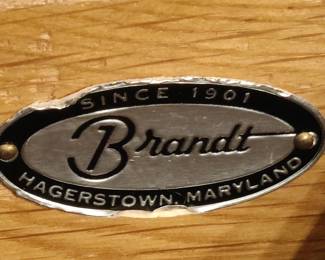 SINCE 1901
Brandt
HAGERSTOWN, MARYLAND